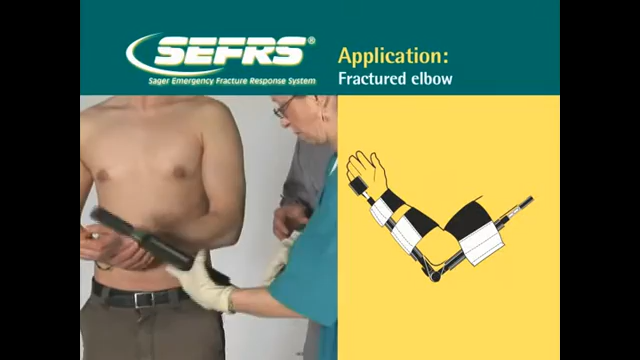 SEFRS®
Sager Emergency Fracture Response System
Application:
Fractured elbow